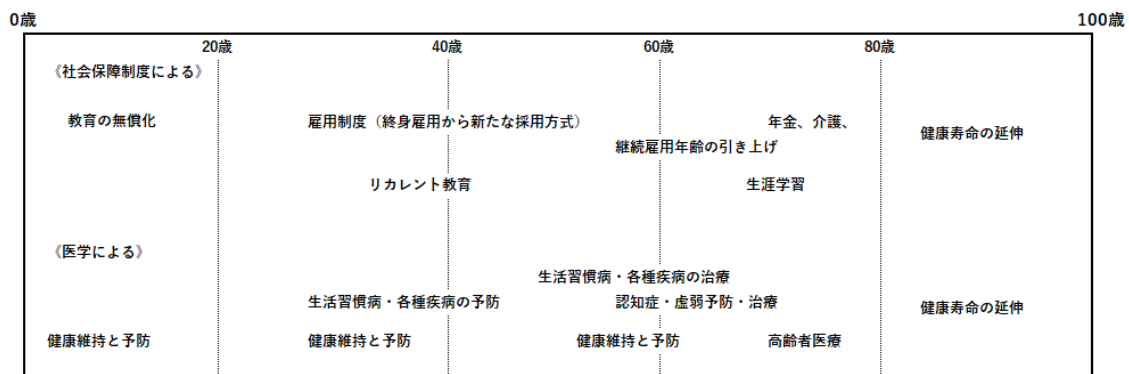 0歳 100歳
20歳 40歳 60歳 80歳
《社会保障制度による》
教育の無償化 雇用制度（終身雇用から新たな採用方式） 年金、介護、
健康寿命の延伸
継続雇用年齢の引き上げ
リカレント教育 生涯学習
《医学による》
生活習慣病・各種疾病の治療
生活習慣病・各種疾病の予防 認知症・虚弱予防・治療
健康寿命の延伸
健康維持と予防 健康維持と予防 健康維持と予防 高齢者医療